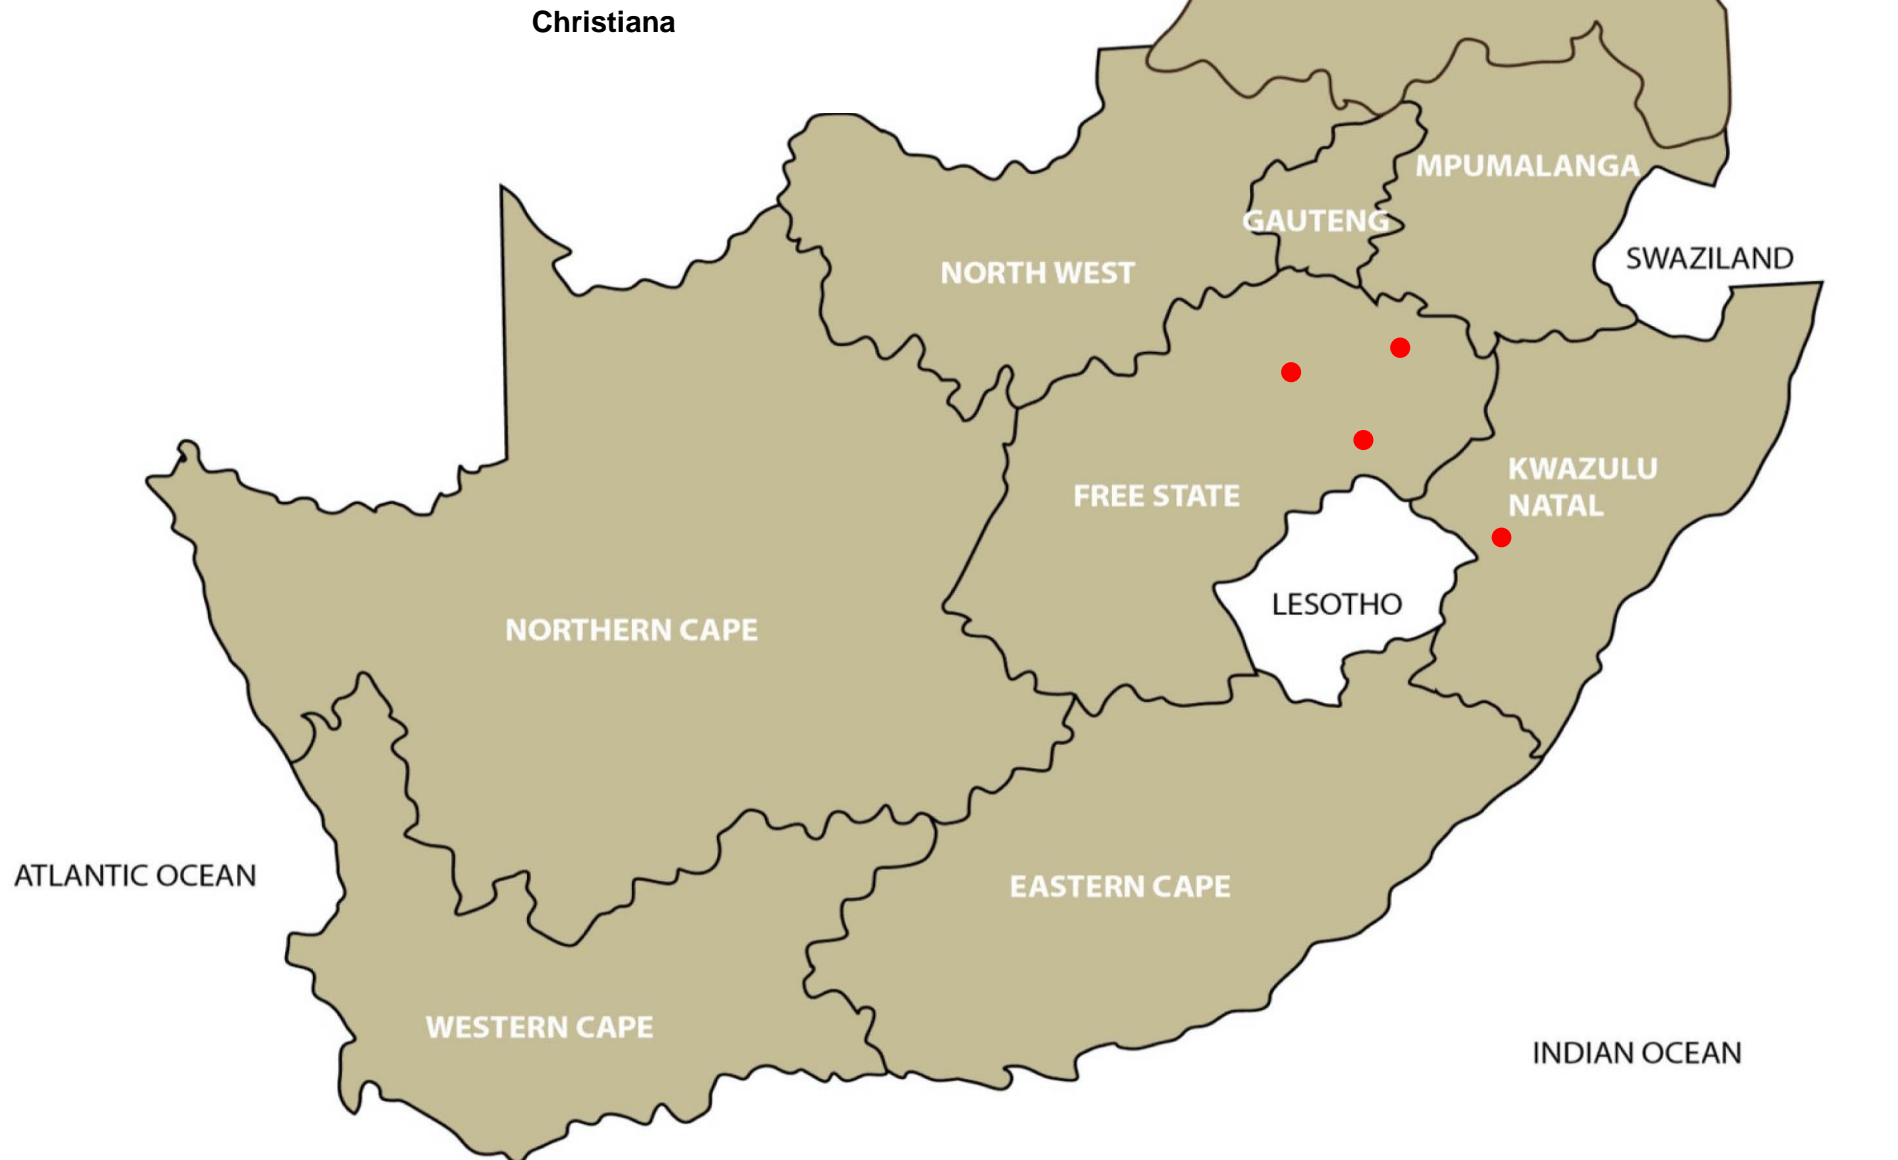 Christiana
MPUMALANGA
GAUTENG
SWAZILAND
NORTH WEST
KWAZULU
NATAL
FREE STATE
LESOTHO
NORTHERN CAPE
ATLANTIC OCEAN
EASTERN CAPE
WESTERN CAPE
INDIAN OCEAN